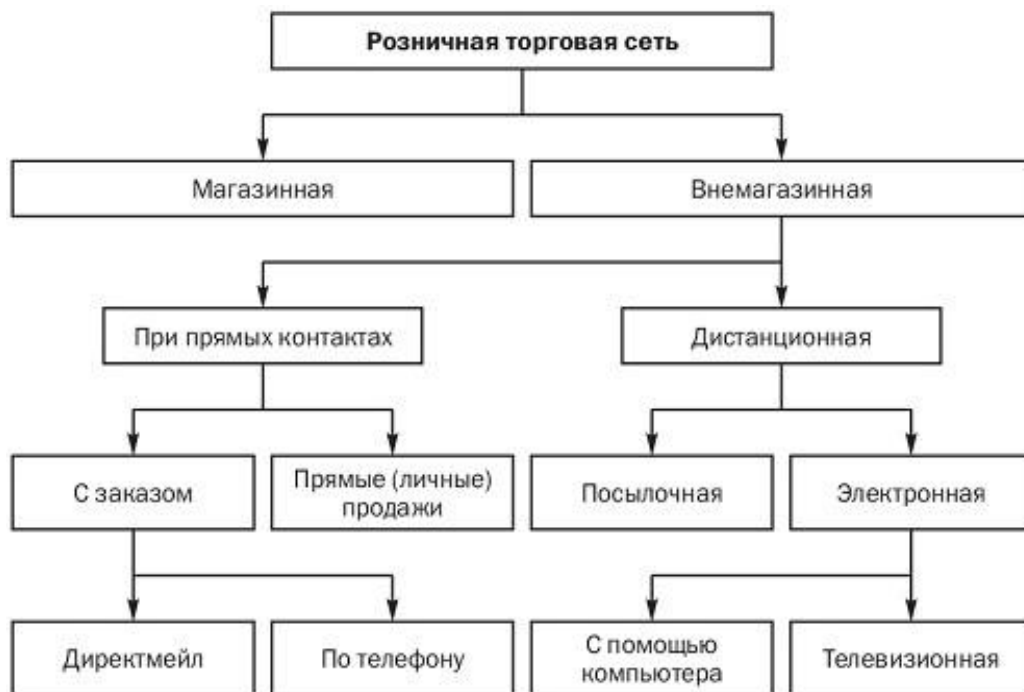 Розничная торговая сеть
Магазинная
Внемагазинная
При прямых контактах
Дистанционная
С заказом
Прямые (личные)
продажи
Посылочная
Электронная
Директмейл
По телефону
С помощью
компьютера
Телевизионная